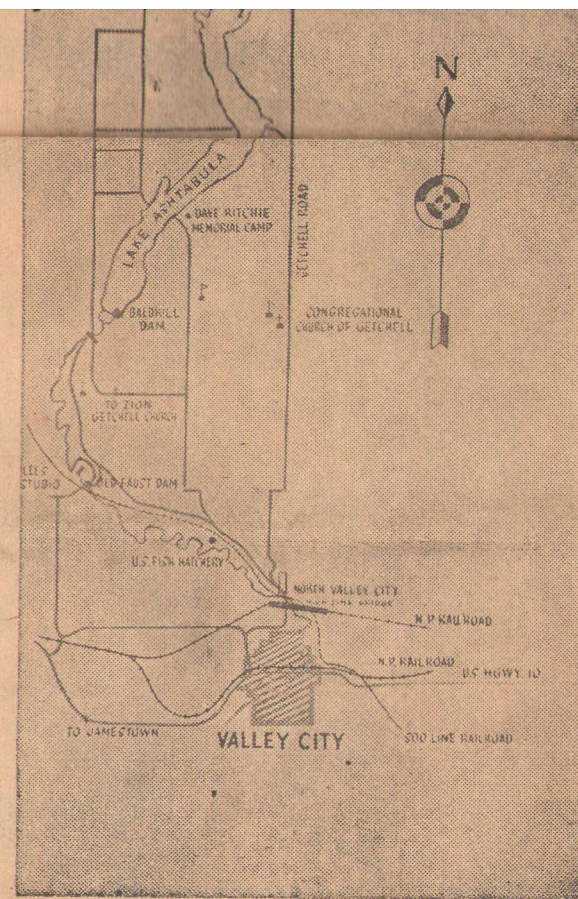 N
LAKE ASHTABULA
DAVE RITCHIE
MEMORIAL CAMP
GETCHELL ROAD
BALDHILL
DAM
CONGREGATIONAL
CHURCH OF GETCHELL
TO ZION
GETCHELL CHURCH
LEE'S
STUDIO
OLD FAUST DAM
U.S. FISH HATCHERY
NORTH VALLEY CITY
BRIDGE
N.P. RAILROAD
N.P. RAILROAD
U.S. HGWY. 10
TO JAMESTOWN
VALLEY CITY
SOO LINE RAILROAD